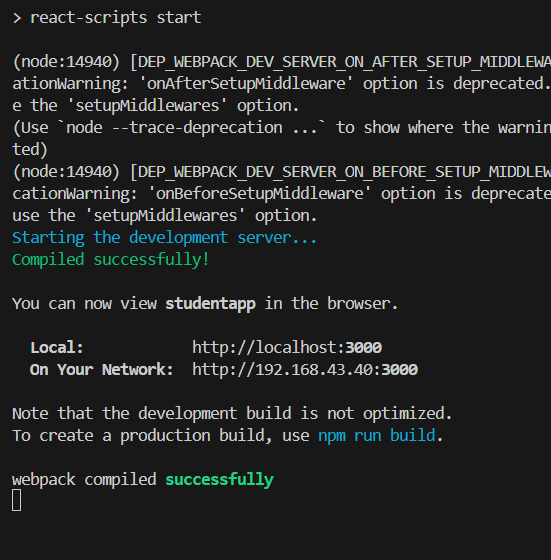 > react-scripts start
(node:14940) [DEP_WEBPACK_DEV_SERVER_ON_AFTER_SETUP_MIDDLEWA
ationWarning: 'onAfterSetupMiddleware' option is deprecated.
e the 'setupMiddlewares' option.
(Use `node --trace-deprecation ...` to show where the warnin
ted)
(node:14940) [DEP_WEBPACK_DEV_SERVER_ON_BEFORE_SETUP_MIDDLEW
cationWarning: 'onBeforeSetupMiddleware' option is deprecate
use the 'setupMiddlewares' option.
Starting the development server...
Compiled successfully!
You can now view studentapp in the browser.
Local: http://localhost:3000
On Your Network: http://192.168.43.40:3000
Note that the development build is not optimized.
To create a production build, use npm run build.
webpack compiled successfully